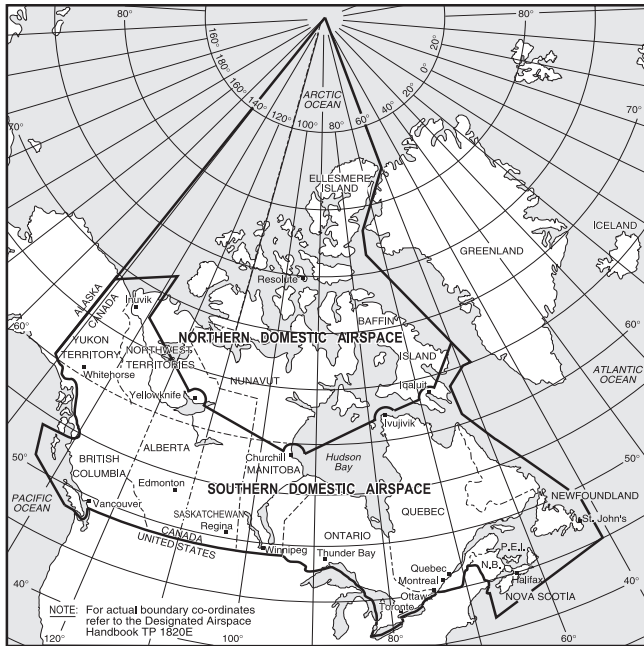 80°
80°
160°
180°
160°
140°
120°
100°
80°
60°
40°
20°
0°
20°
ARCTIC
OCEAN
70°
70°
ELLESMERE
ISLAND
GREENLAND
ICELAND
Resolute
ALASKA
CANADA
Inuvik
BAFFIN
ISLAND
60°
60°
NORTHERN DOMESTIC AIRSPACE
YUKON
TERRITORY
NORTHWEST
TERRITORIES
NUNAVUT
Whitehorse
Yellowknife
Iqaluit
Ivujivik
ATLANTIC
OCEAN
50°
50°
ALBERTA
BRITISH
COLUMBIA
Churchill
MANITOBA
Hudson
Bay
Edmonton
SOUTHERN DOMESTIC AIRSPACE
PACIFIC
OCEAN
Vancouver
SASKATCHEWAN
Regina
ONTARIO
QUEBEC
NEWFOUNDLAND
St. John's
CANADA
UNITED STATES
Winnipeg
Thunder Bay
Quebec
Montreal
Ottawa
Toronto
P.E.I.
N.B.
Halifax
NOVA SCOTIA
40°
40°
NOTE: For actual boundary co-ordinates
refer to the Designated Airspace
Handbook TP 1820E
120°
100°
80°
60°